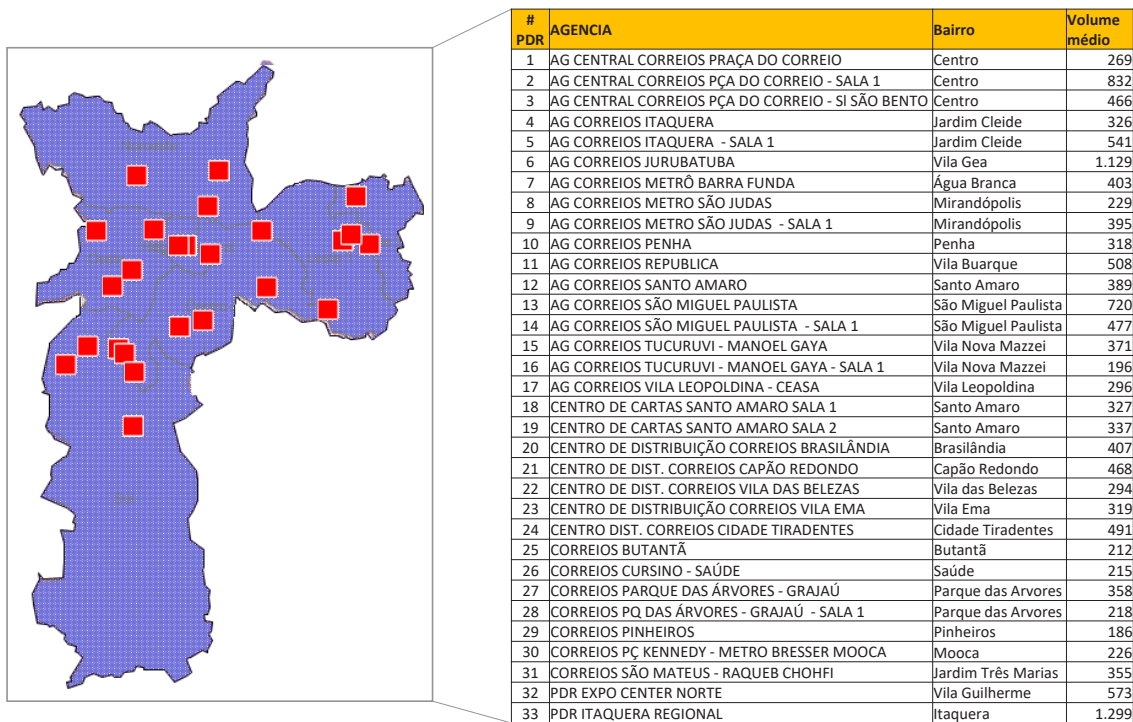 # PDR AGENCIA Bairro Volume médio
1 AG CENTRAL CORREIOS PRAÇA DO CORREIO Centro 269
2 AG CENTRAL CORREIOS PÇA DO CORREIO - SALA 1 Centro 832
3 AG CENTRAL CORREIOS PÇA DO CORREIO - Sl SÃO BENTO Centro 466
4 AG CORREIOS ITAQUERA Jardim Cleide 326
5 AG CORREIOS ITAQUERA - SALA 1 Jardim Cleide 541
6 AG CORREIOS JURUBATUBA Vila Gea 1.129
7 AG CORREIOS METRÔ BARRA FUNDA Água Branca 403
8 AG CORREIOS METRO SÃO JUDAS Mirandópolis 229
9 AG CORREIOS METRO SÃO JUDAS - SALA 1 Mirandópolis 395
10 AG CORREIOS PENHA Penha 318
11 AG CORREIOS REPUBLICA Vila Buarque 508
12 AG CORREIOS SANTO AMARO Santo Amaro 389
13 AG CORREIOS SÃO MIGUEL PAULISTA São Miguel Paulista 720
14 AG CORREIOS SÃO MIGUEL PAULISTA - SALA 1 São Miguel Paulista 477
15 AG CORREIOS TUCURUVI - MANOEL GAYA Vila Nova Mazzei 371
16 AG CORREIOS TUCURUVI - MANOEL GAYA - SALA 1 Vila Nova Mazzei 196
17 AG CORREIOS VILA LEOPOLDINA - CEASA Vila Leopoldina 296
18 CENTRO DE CARTAS SANTO AMARO SALA 1 Santo Amaro 327
19 CENTRO DE CARTAS SANTO AMARO SALA 2 Santo Amaro 337
20 CENTRO DE DISTRIBUIÇÃO CORREIOS BRASILÂNDIA Brasilândia 407
21 CENTRO DE DIST. CORREIOS CAPÃO REDONDO Capão Redondo 468
22 CENTRO DE DIST. CORREIOS VILA DAS BELEZAS Vila das Belezas 294
23 CENTRO DE DISTRIBUIÇÃO CORREIOS VILA EMA Vila Ema 319
24 CENTRO DIST. CORREIOS CIDADE TIRADENTES Cidade Tiradentes 491
25 CORREIOS BUTANTÃ Butantã 212
26 CORREIOS CURSINO - SAÚDE Saúde 215
27 CORREIOS PARQUE DAS ÁRVORES - GRAJAÚ Parque das Arvores 358
28 CORREIOS PQ DAS ÁRVORES - GRAJAÚ - SALA 1 Parque das Arvores 218
29 CORREIOS PINHEIROS Pinheiros 186
30 CORREIOS PÇ KENNEDY - METRO BRESSER MOOCA Mooca 226
31 CORREIOS SÃO MATEUS - RAQUEB CHOHFI Jardim Três Marias 355
32 PDR EXPO CENTER NORTE Vila Guilherme 573
33 PDR ITAQUERA REGIONAL Itaquera 1.299